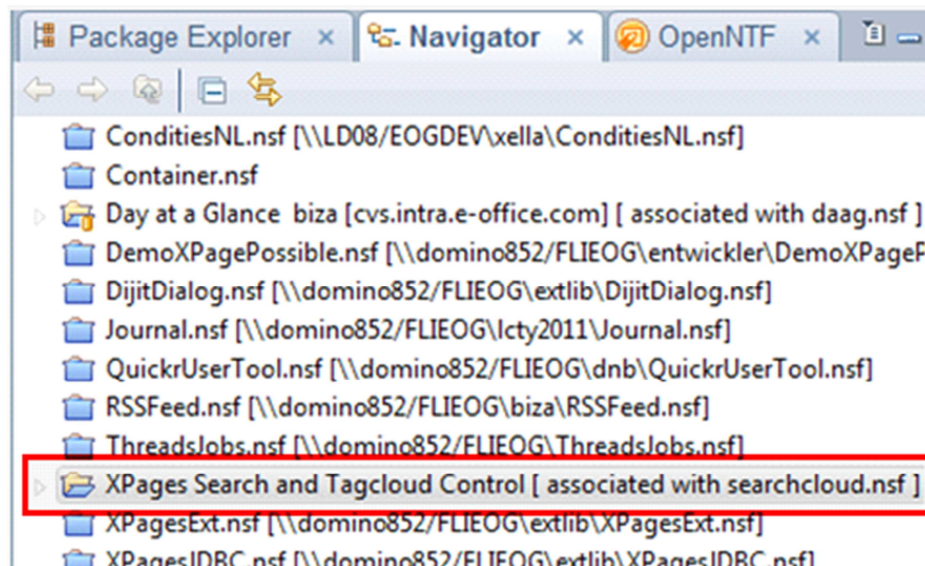 Package Explorer Navigator OpenNTF
ConditiesNL.nsf [\\LD08/EOGDEV\xella\ConditiesNL.nsf]
Container.nsf
Day at a Glance biza [cvs.intra.e-office.com] [ associated with daag.nsf ]
DemoXPagePossible.nsf [\\domino852/FLIEOG\entwickler\DemoXPageP
DijitDialog.nsf [\\domino852/FLIEOG\extlib\DijitDialog.nsf]
Journal.nsf [\\domino852/FLIEOG\lcty2011\Journal.nsf]
QuickrUserTool.nsf [\\domino852/FLIEOG\dnb\QuickrUserTool.nsf]
RSSFeed.nsf [\\domino852/FLIEOG\biza\RSSFeed.nsf]
ThreadsJobs.nsf [\\domino852/FLIEOG\ThreadsJobs.nsf]
XPages Search and Tagcloud Control [ associated with searchcloud.nsf ]
XPagesExt.nsf [\\domino852/FLIEOG\extlib\XPagesExt.nsf]
XPagesJDBC.nsf [\\domino852/FLIEOG\extlib\XPagesJDBC.nsf]